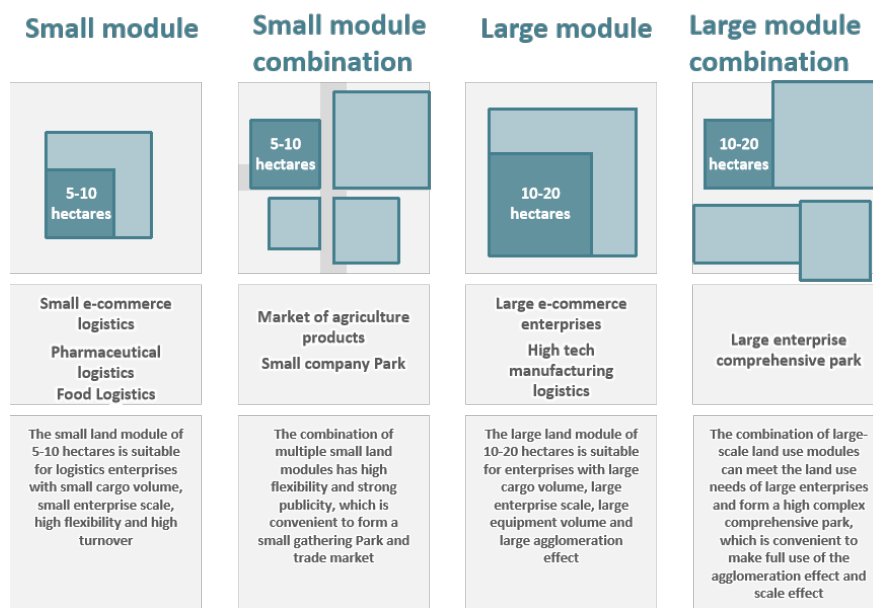 Small module
Small module
combination
Large module
Large module
combination
5-10
hectares
5-10
hectares
10-20
hectares
10-20
hectares
Small e-commerce
logistics
Pharmaceutical
logistics
Food Logistics
Market of agriculture
products
Small company Park
Large e-commerce
enterprises
High tech
manufacturing
logistics
Large enterprise
comprehensive park
The small land module of
5-10 hectares is suitable
for logistics enterprises
with small cargo volume,
small enterprise scale,
high flexibility and high
turnover
The combination of
multiple small land
modules has high
flexibility and strong
publicity, which is
convenient to form a
small gathering Park and
trade market
The large land module of
10-20 hectares is suitable
for enterprises with large
cargo volume, large
enterprise scale, large
equipment volume and
large agglomeration
effect
The combination of large-
scale land use modules
can meet the land use
needs of large enterprises
and form a high complex
comprehensive park,
which is convenient to
make full use of the
agglomeration effect and
scale effect